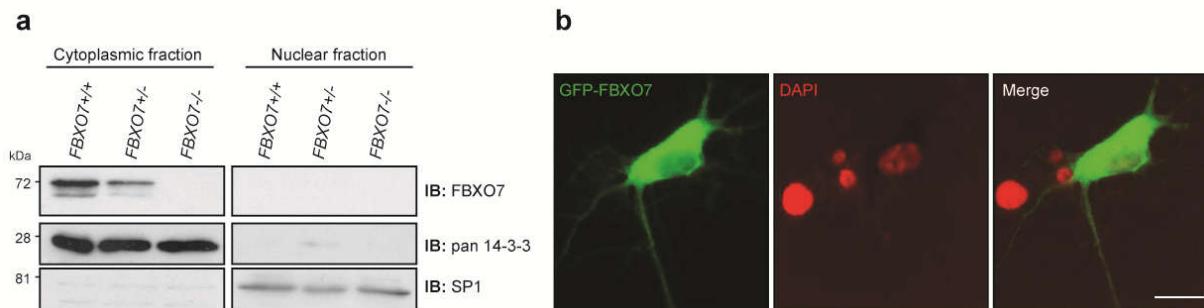 a
Cytoplasmic fraction Nuclear fraction
FBXO7+/+ FBXO7+/- FBXO7-/- FBXO7+/+ FBXO7+/- FBXO7-/-
kDa
72 IB: FBXO7
28 IB: pan 14-3-3
81 IB: SP1
b
GFP-FBXO7 DAPI Merge